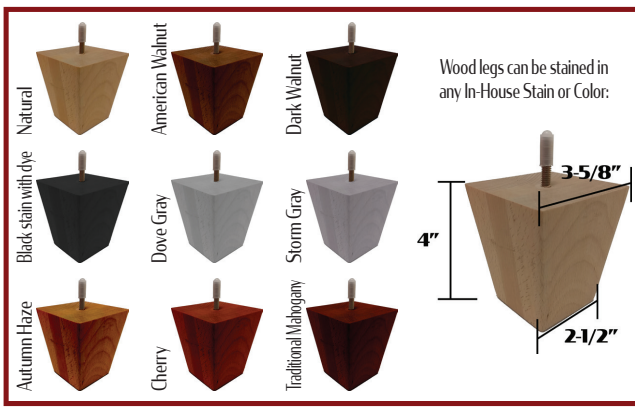 Natural
American Walnut
Dark Walnut
Wood legs can be stained in
any In-House Stain or Color:
Black stain with dye
Dove Gray
Storm Gray
3-5/8"
4"
2-1/2"
Autumn Haze
Cherry
Traditional Mahogany